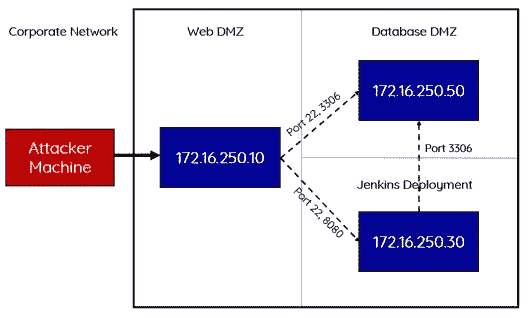 Corporate Network
Web DMZ
Database DMZ
172.16.250.50
Port 22, 3306
Attacker
Machine
172.16.250.10
Port 3306
Jenkins Deployment
Port 22, 8080
172.16.250.30